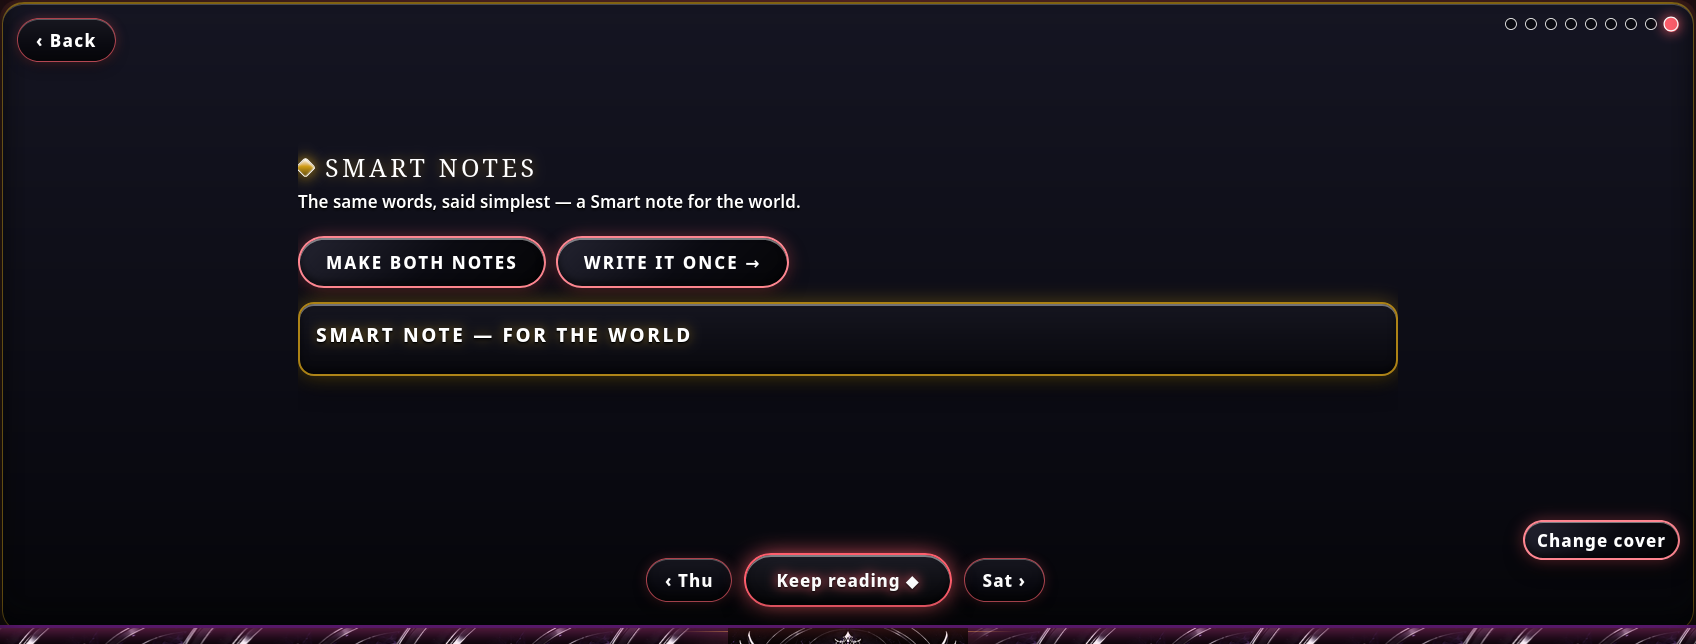 ‹ Back
SMART NOTES
The same words, said simplest — a Smart note for the world.
MAKE BOTH NOTES
WRITE IT ONCE →
SMART NOTE — FOR THE WORLD
Change cover
‹ Thu
Keep reading ◆
Sat ›